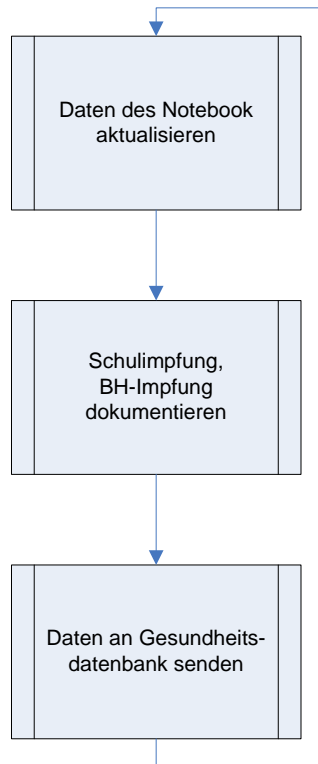 Daten des Notebook
aktualisieren
Schulimpfung,
BH-Impfung
dokumentieren
Daten an Gesundheits-
datenbank senden